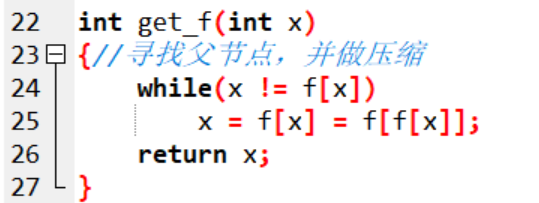 22 int get_f(int x)
23 {//寻找父节点，并做压缩
24 while(x != f[x])
25 x = f[x] = f[f[x]];
26 return x;
27 }